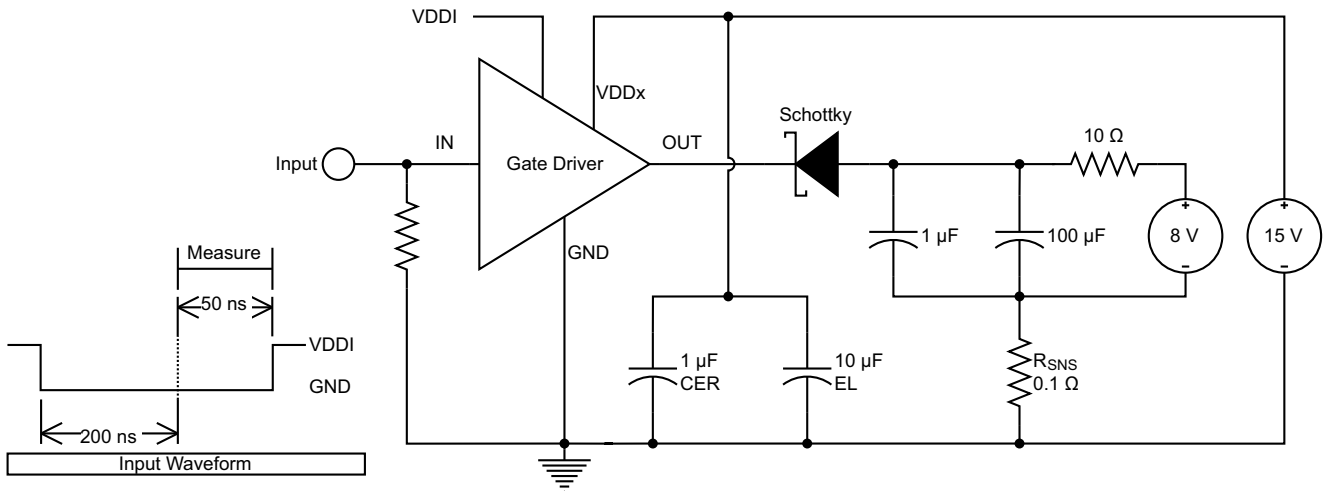 VDDI
VDDx
Schottky
Input
IN
Gate Driver
OUT
10 Ω
GND
1 µF
100 µF
+
8 V
−
+
15 V
−
Measure
50 ns
VDDI
GND
200 ns
Input Waveform
1 µF
CER
10 µF
EL
RSNS
0.1 Ω